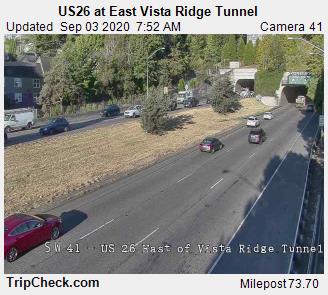 US26 at East Vista Ridge Tunnel
Updated Sep 03 2020 7:52 AM Camera 41
SW 41 - US 26 East of Vista Ridge Tunnel
TripCheck.com Milepost 73.70